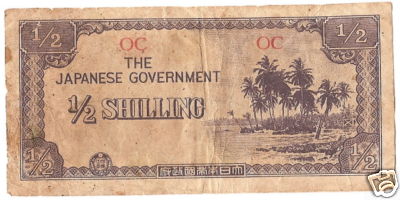 1/2 OC OC 1/2
THE
JAPANESE GOVERNMENT
1/2 SHILLING
1/2 大日本帝國政府 1/2